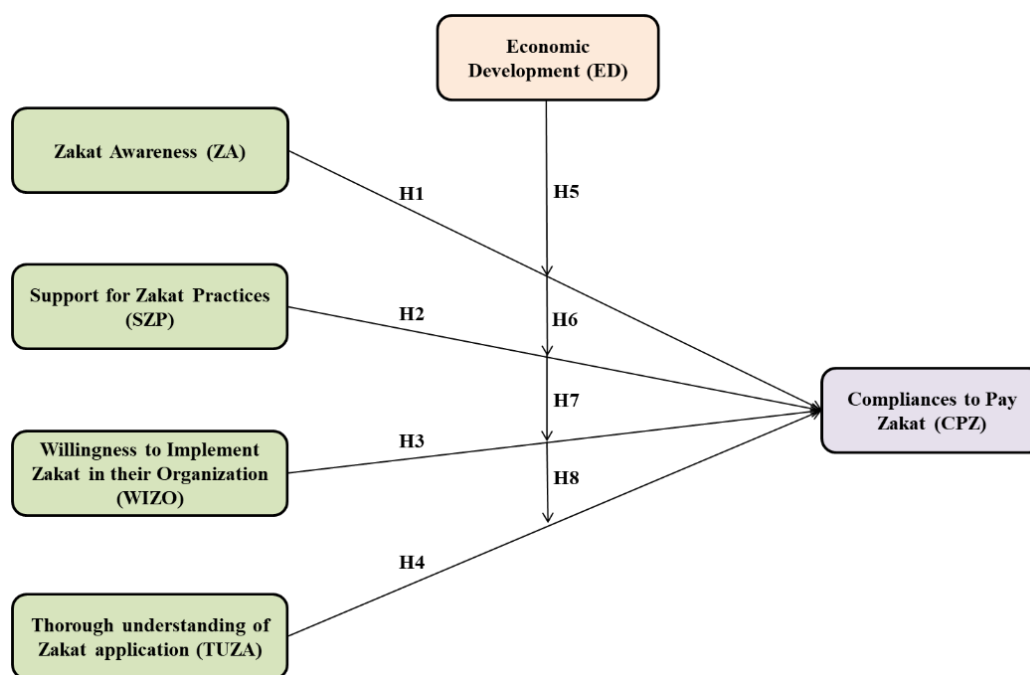 Economic
Development (ED)
Zakat Awareness (ZA)
H1
H5
Support for Zakat Practices
(SZP)
H2
H6
Compliances to Pay
Zakat (CPZ)
H7
Willingness to Implement
Zakat in their Organization
(WIZO)
H3
H8
H4
Thorough understanding of
Zakat application (TUZA)